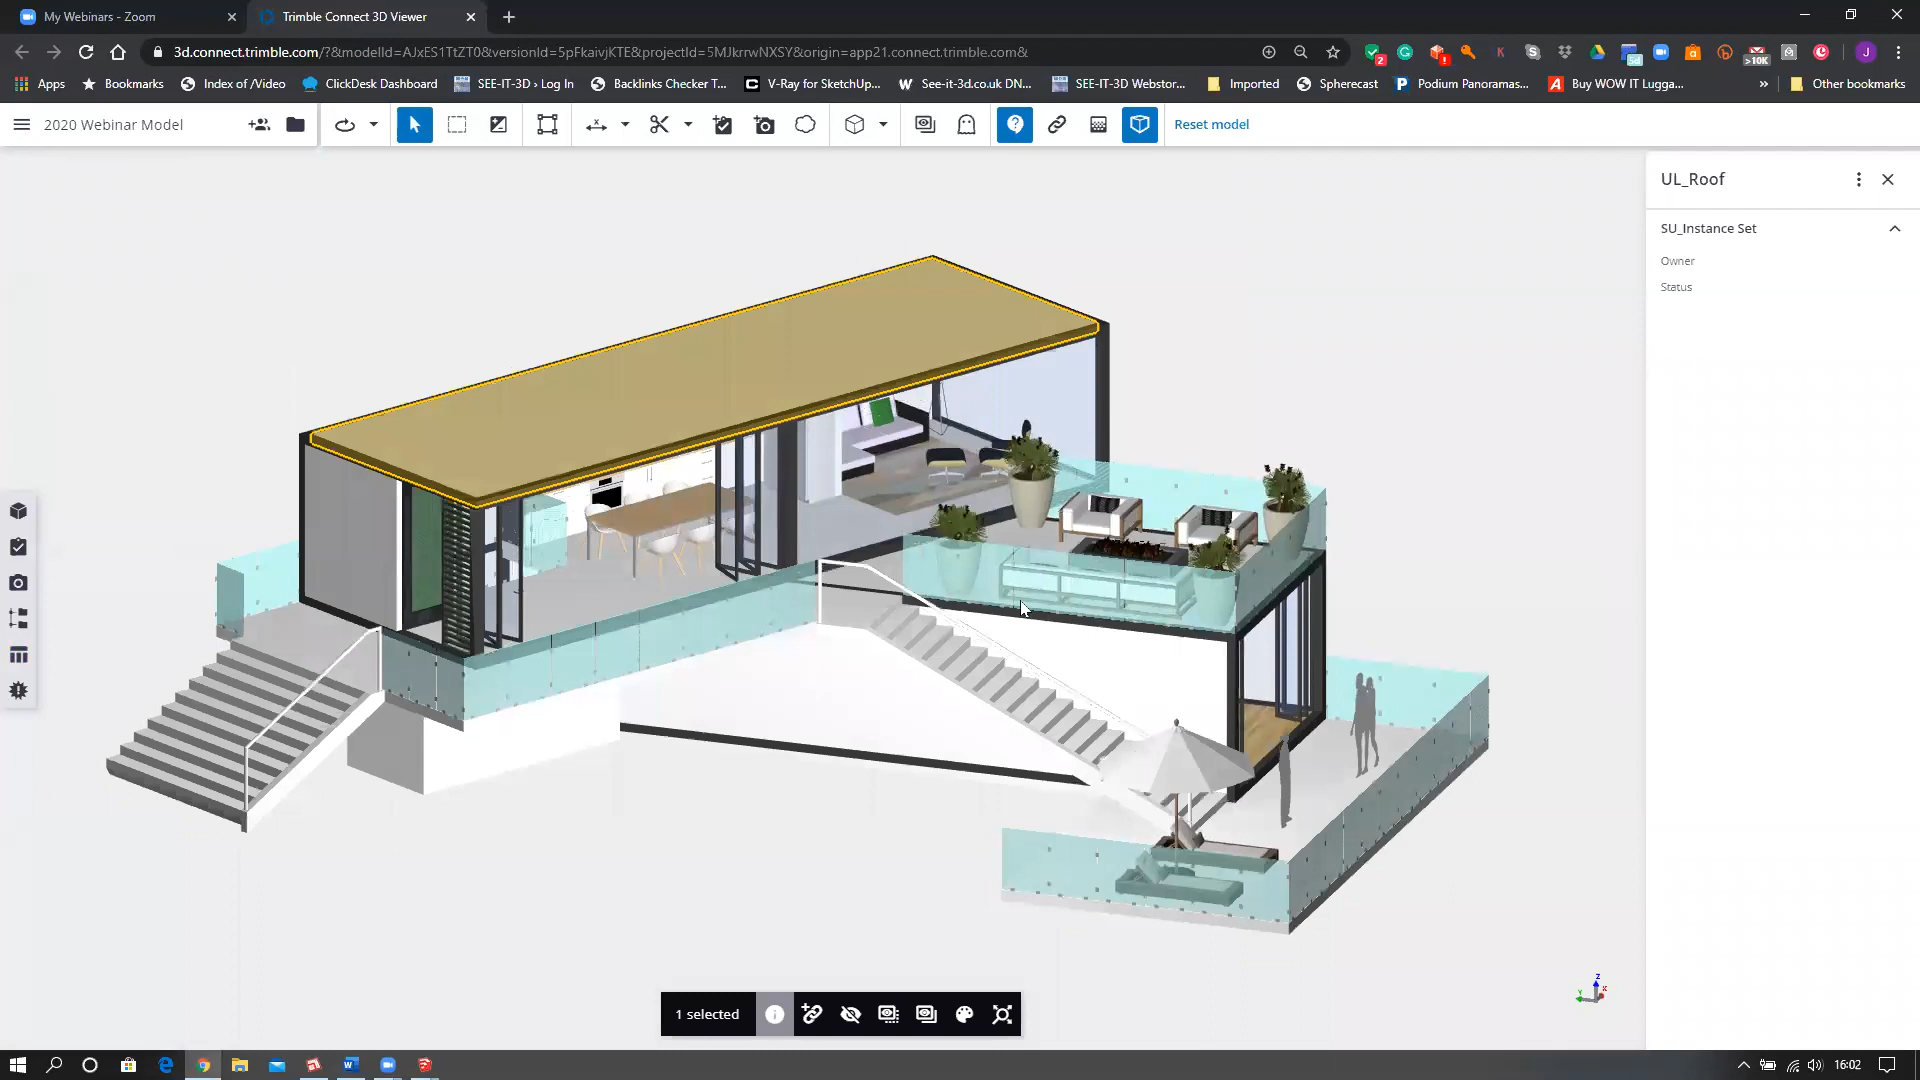 My Webinars - Zoom
Trimble Connect 3D Viewer
3d.connect.trimble.com/?&modelId=AJxES1TtZT0&versionId=5pFkaivjKTE&projectId=5MJkrrwNXSY&origin=app21.connect.trimble.com&
2
!
5d
>10K
J
Apps
Bookmarks
Index of /Video
ClickDesk Dashboard
SEE-IT-3D › Log In
Backlinks Checker T...
V-Ray for SketchUp...
See-it-3d.co.uk DN...
SEE-IT-3D Webstor...
Imported
Spherecast
Podium Panoramas...
Buy WOW IT Lugga...
»
Other bookmarks
2020 Webinar Model
Reset model
UL_Roof
SU_Instance Set
Owner
Status
Z
Y
X
1 selected
16:02